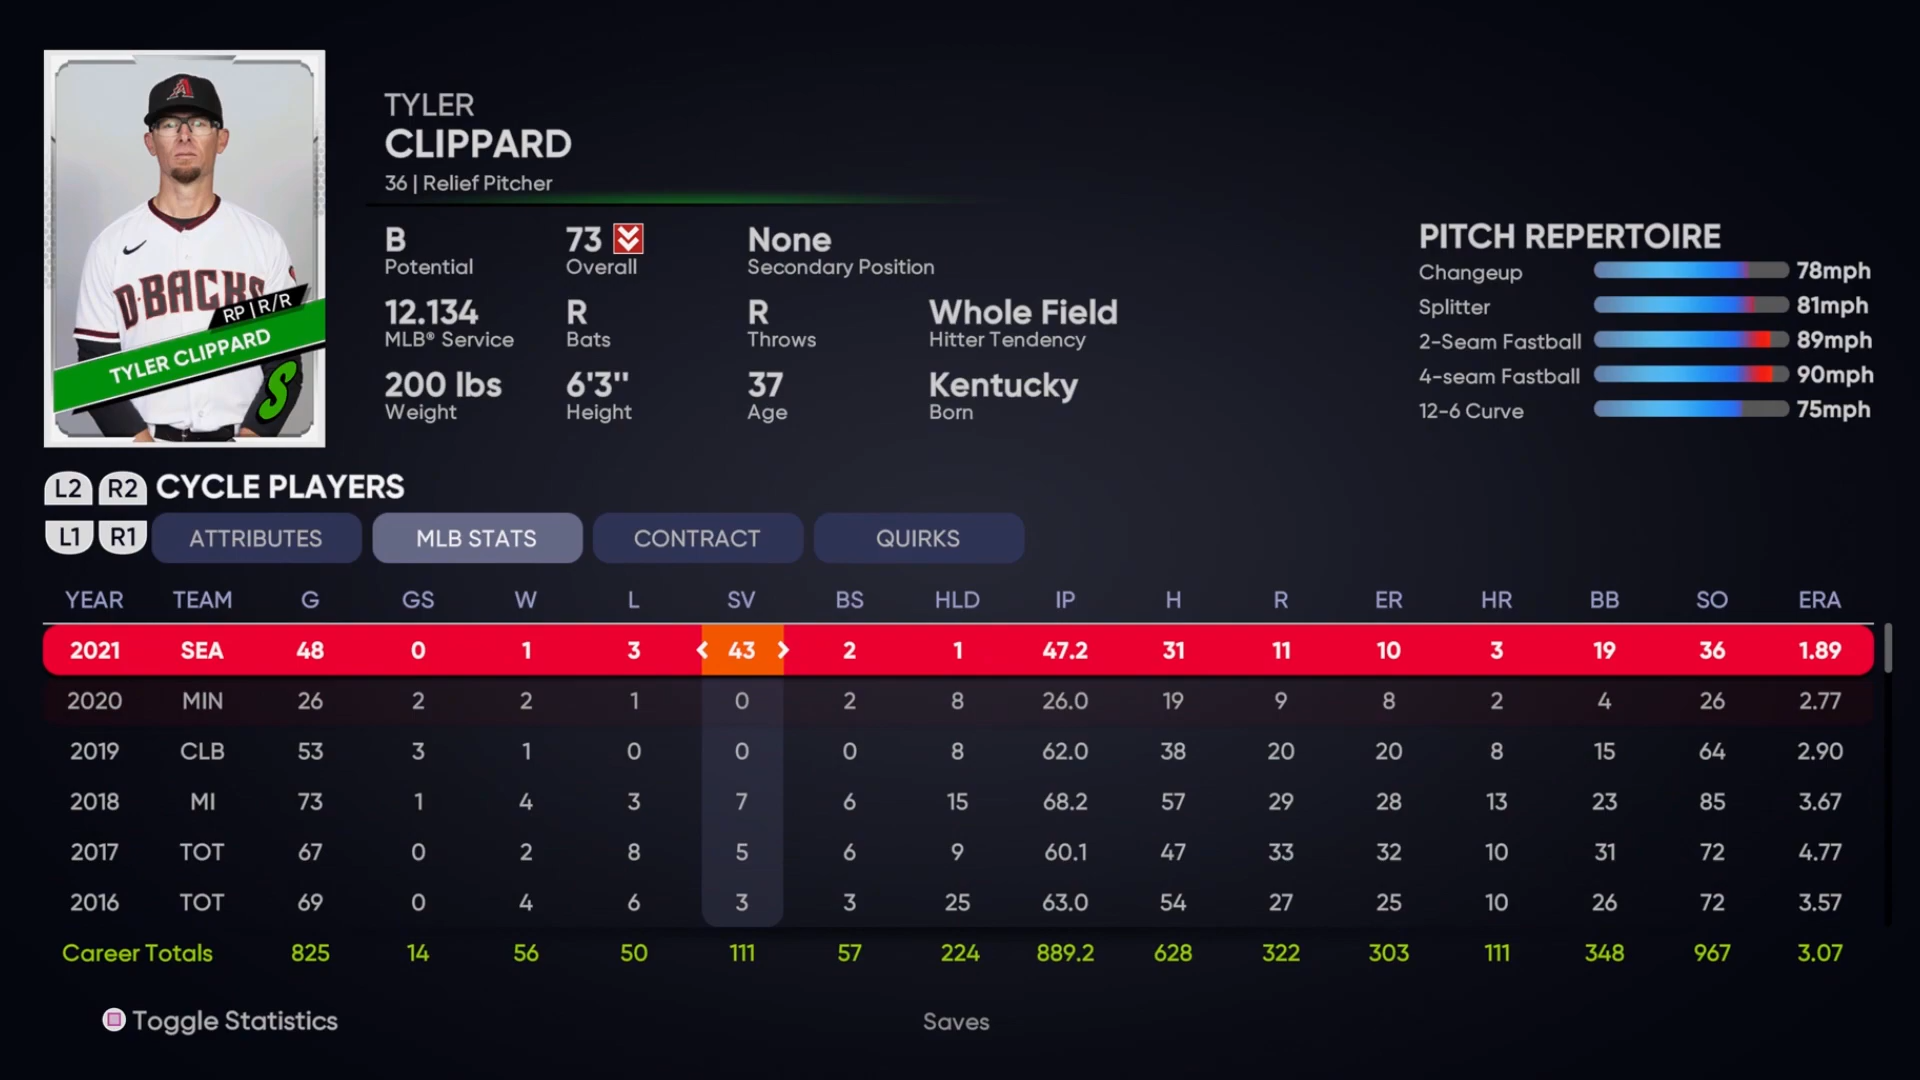 TYLER
CLIPPARD
36 | Relief Pitcher
A
D·BACKS
RP | R/R
TYLER CLIPPARD
S
B
Potential
73
Overall
None
Secondary Position
12.134
MLB® Service
R
Bats
R
Throws
Whole Field
Hitter Tendency
200 lbs
Weight
6'3"
Height
37
Age
Kentucky
Born
PITCH REPERTOIRE
Changeup 78mph
Splitter 81mph
2-Seam Fastball 89mph
4-seam Fastball 90mph
12-6 Curve 75mph
L2 R2 CYCLE PLAYERS
L1 R1 ATTRIBUTES MLB STATS CONTRACT QUIRKS
YEAR TEAM G GS W L SV BS HLD IP H R ER HR BB SO ERA
2021 SEA 48 0 1 3 43 2 1 47.2 31 11 10 3 19 36 1.89
2020 MIN 26 2 2 1 0 2 8 26.0 19 9 8 2 4 26 2.77
2019 CLB 53 3 1 0 0 0 8 62.0 38 20 20 8 15 64 2.90
2018 MI 73 1 4 3 7 6 15 68.2 57 29 28 13 23 85 3.67
2017 TOT 67 0 2 8 5 6 9 60.1 47 33 32 10 31 72 4.77
2016 TOT 69 0 4 6 3 3 25 63.0 54 27 25 10 26 72 3.57
Career Totals 825 14 56 50 111 57 224 889.2 628 322 303 111 348 967 3.07
Toggle Statistics
Saves